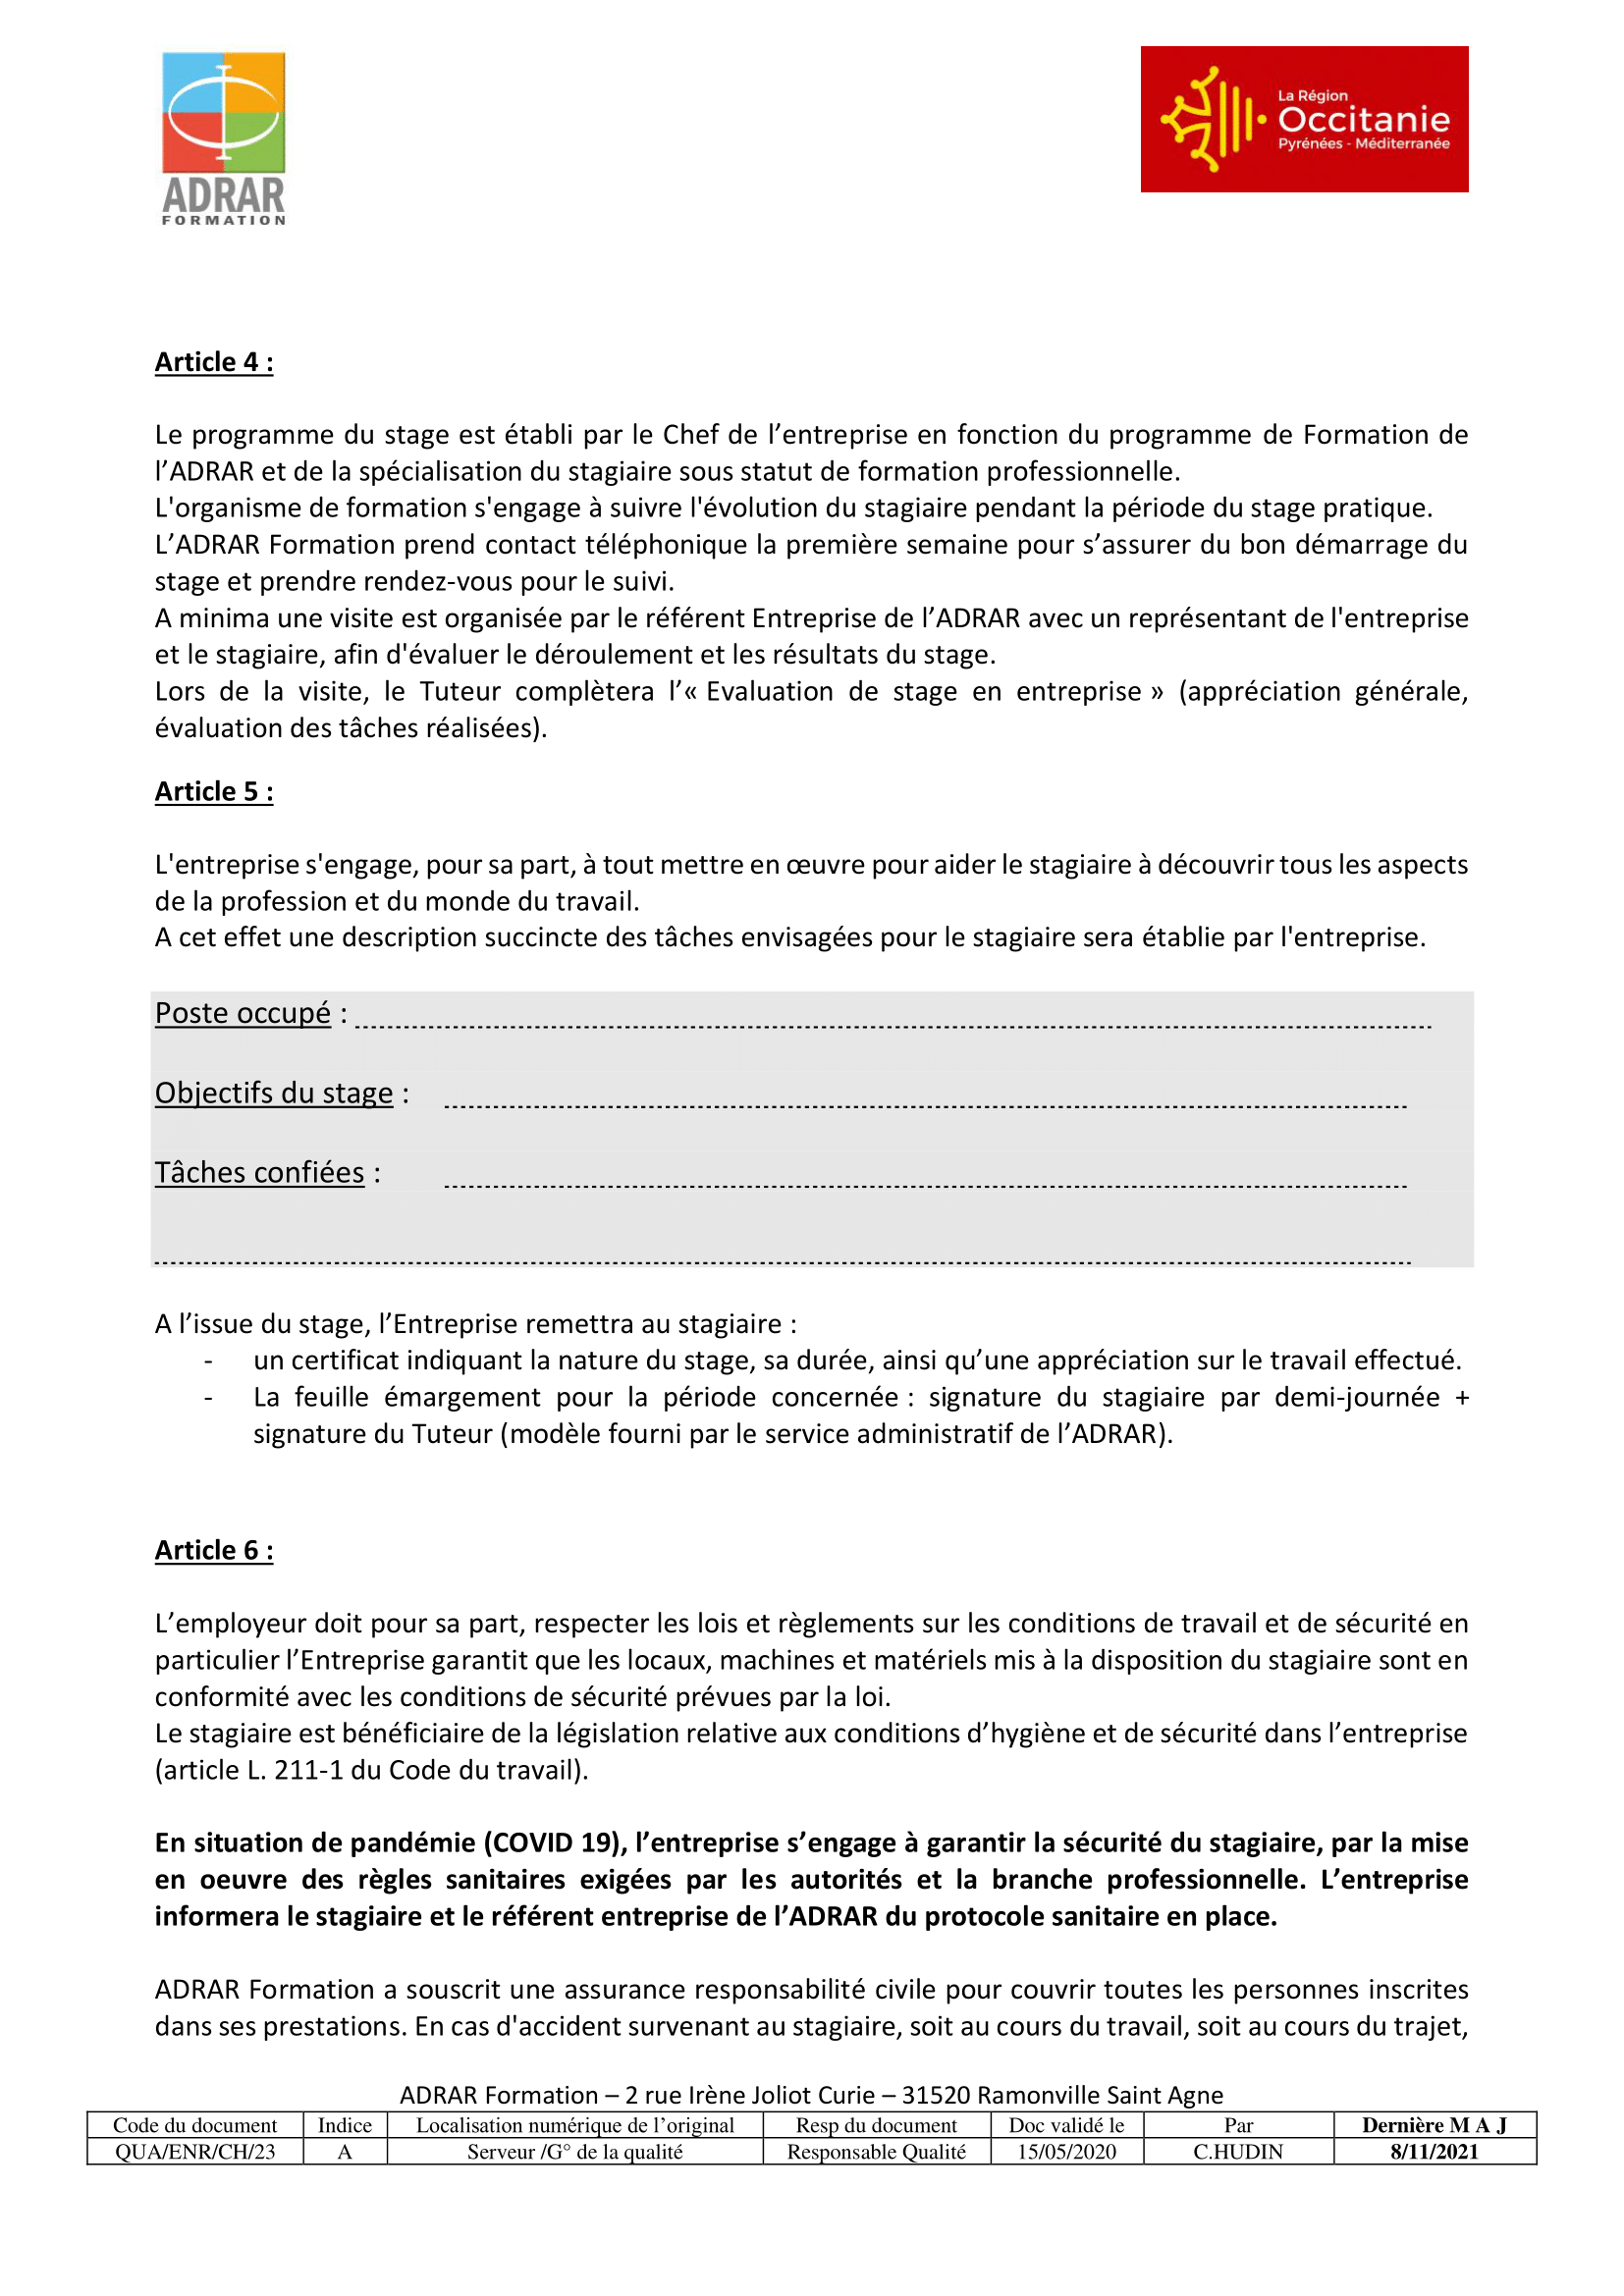 ADRAR
FORMATION
La Région
Occitanie
Pyrénées - Méditerranée
Article 4 :
Le programme du stage est établi par le Chef de l’entreprise en fonction du programme de Formation de
l’ADRAR et de la spécialisation du stagiaire sous statut de formation professionnelle.
L'organisme de formation s'engage à suivre l'évolution du stagiaire pendant la période du stage pratique.
L’ADRAR Formation prend contact téléphonique la première semaine pour s’assurer du bon démarrage du
stage et prendre rendez-vous pour le suivi.
A minima une visite est organisée par le référent Entreprise de l’ADRAR avec un représentant de l'entreprise
et le stagiaire, afin d'évaluer le déroulement et les résultats du stage.
Lors de la visite, le Tuteur complètera l’« Evaluation de stage en entreprise » (appréciation générale,
évaluation des tâches réalisées).
Article 5 :
L'entreprise s'engage, pour sa part, à tout mettre en œuvre pour aider le stagiaire à découvrir tous les aspects
de la profession et du monde du travail.
A cet effet une description succincte des tâches envisagées pour le stagiaire sera établie par l'entreprise.
Poste occupé :
Objectifs du stage :
Tâches confiées :
A l’issue du stage, l’Entreprise remettra au stagiaire :
- un certificat indiquant la nature du stage, sa durée, ainsi qu’une appréciation sur le travail effectué.
- La feuille émargement pour la période concernée : signature du stagiaire par demi-journée +
signature du Tuteur (modèle fourni par le service administratif de l’ADRAR).
Article 6 :
L’employeur doit pour sa part, respecter les lois et règlements sur les conditions de travail et de sécurité en
particulier l’Entreprise garantit que les locaux, machines et matériels mis à la disposition du stagiaire sont en
conformité avec les conditions de sécurité prévues par la loi.
Le stagiaire est bénéficiaire de la législation relative aux conditions d’hygiène et de sécurité dans l’entreprise
(article L. 211-1 du Code du travail).
En situation de pandémie (COVID 19), l’entreprise s’engage à garantir la sécurité du stagiaire, par la mise
en oeuvre des règles sanitaires exigées par les autorités et la branche professionnelle. L’entreprise
informera le stagiaire et le référent entreprise de l’ADRAR du protocole sanitaire en place.
ADRAR Formation a souscrit une assurance responsabilité civile pour couvrir toutes les personnes inscrites
dans ses prestations. En cas d'accident survenant au stagiaire, soit au cours du travail, soit au cours du trajet,
ADRAR Formation – 2 rue Irène Joliot Curie – 31520 Ramonville Saint Agne
Code du document Indice Localisation numérique de l’original Resp du document Doc validé le Par Dernière M A J
QUA/ENR/CH/23 A Serveur /G° de la qualité Responsable Qualité 15/05/2020 C.HUDIN 8/11/2021